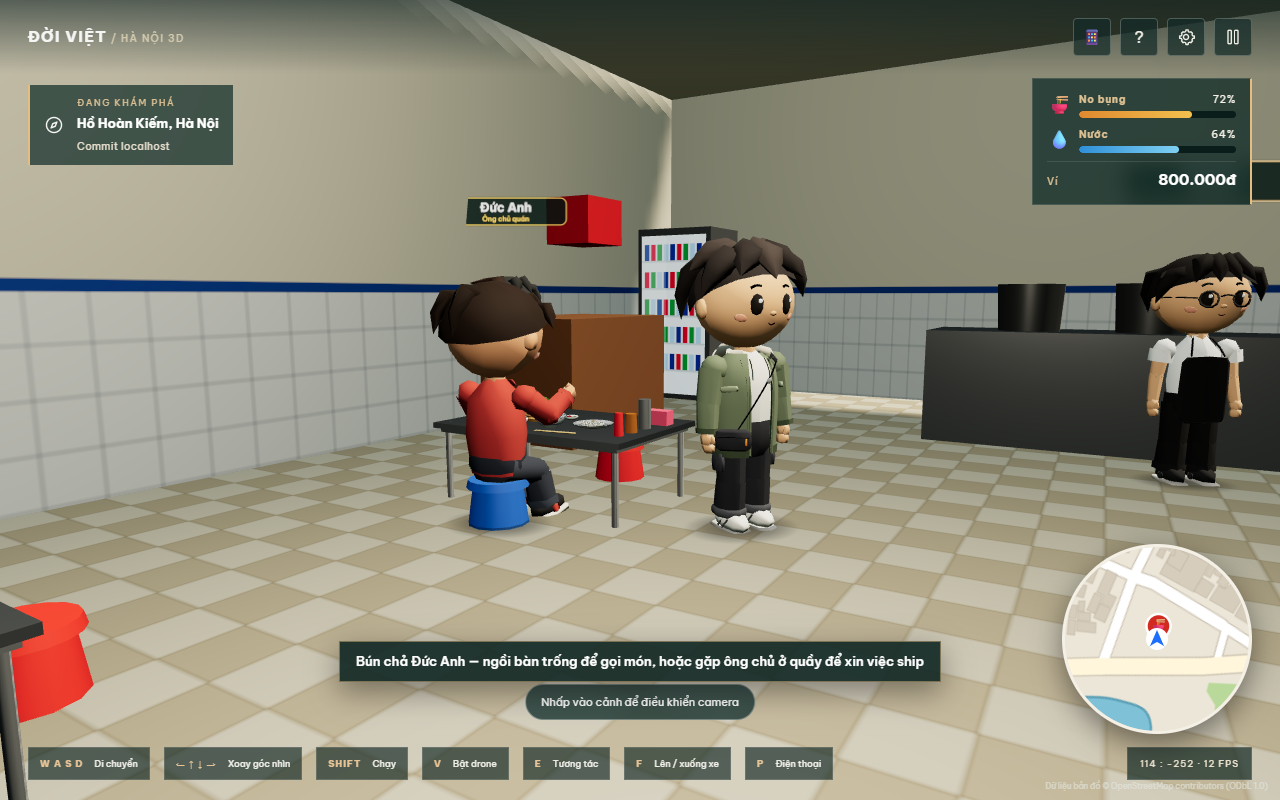 ĐỜI VIỆT / HÀ NỘI 3D
?
ĐANG KHÁM PHÁ
Hồ Hoàn Kiếm, Hà Nội
Commit localhost
No bụng 72%
Nước 64%
Ví 800.000đ
Đức Anh
Ông chủ quán
Bún chả Đức Anh — ngồi bàn trống để gọi món, hoặc gặp ông chủ ở quầy để xin việc ship
Nhấp vào cảnh để điều khiển camera
W A S D Di chuyển
←↑↓→ Xoay góc nhìn
SHIFT Chạy
V Bật drone
E Tương tác
F Lên / xuống xe
P Điện thoại
114 : -252 · 12 FPS
Dữ liệu bản đồ © OpenStreetMap contributors (ODbL 1.0)